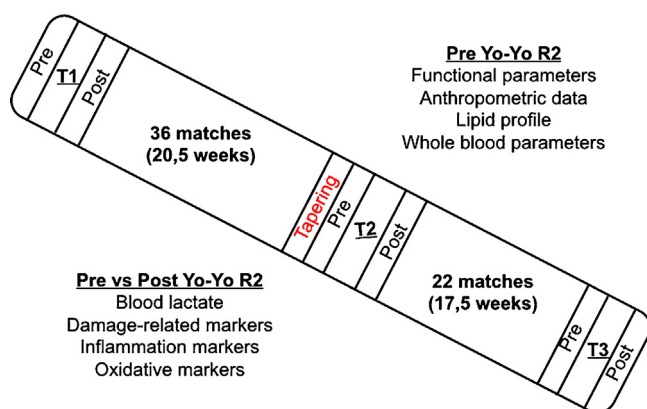 Pre
T1
Post
36 matches
(20,5 weeks)
Tapering
Pre
T2
Post
22 matches
(17,5 weeks)
Pre
T3
Post
Pre Yo-Yo R2
Functional parameters
Anthropometric data
Lipid profile
Whole blood parameters
Pre vs Post Yo-Yo R2
Blood lactate
Damage-related markers
Inflammation markers
Oxidative markers